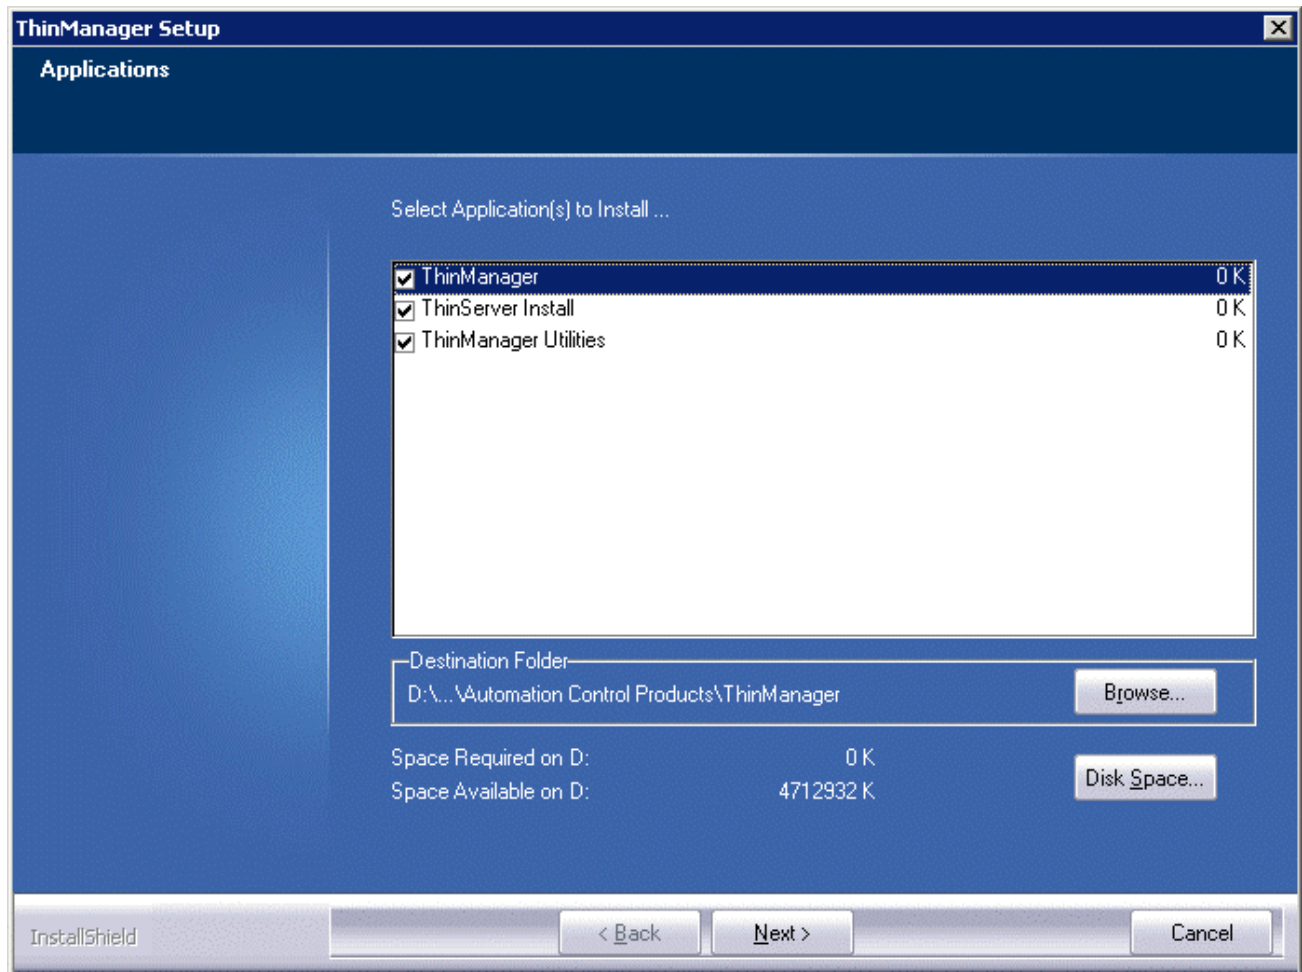 ThinManager Setup
Applications
Select Application(s) to Install ...
ThinManager 0 K
ThinServer Install 0 K
ThinManager Utilities 0 K
Destination Folder
D:\...\Automation Control Products\ThinManager Browse...
Space Required on D: 0 K
Space Available on D: 4712932 K
Disk Space...
InstallShield < Back Next > Cancel